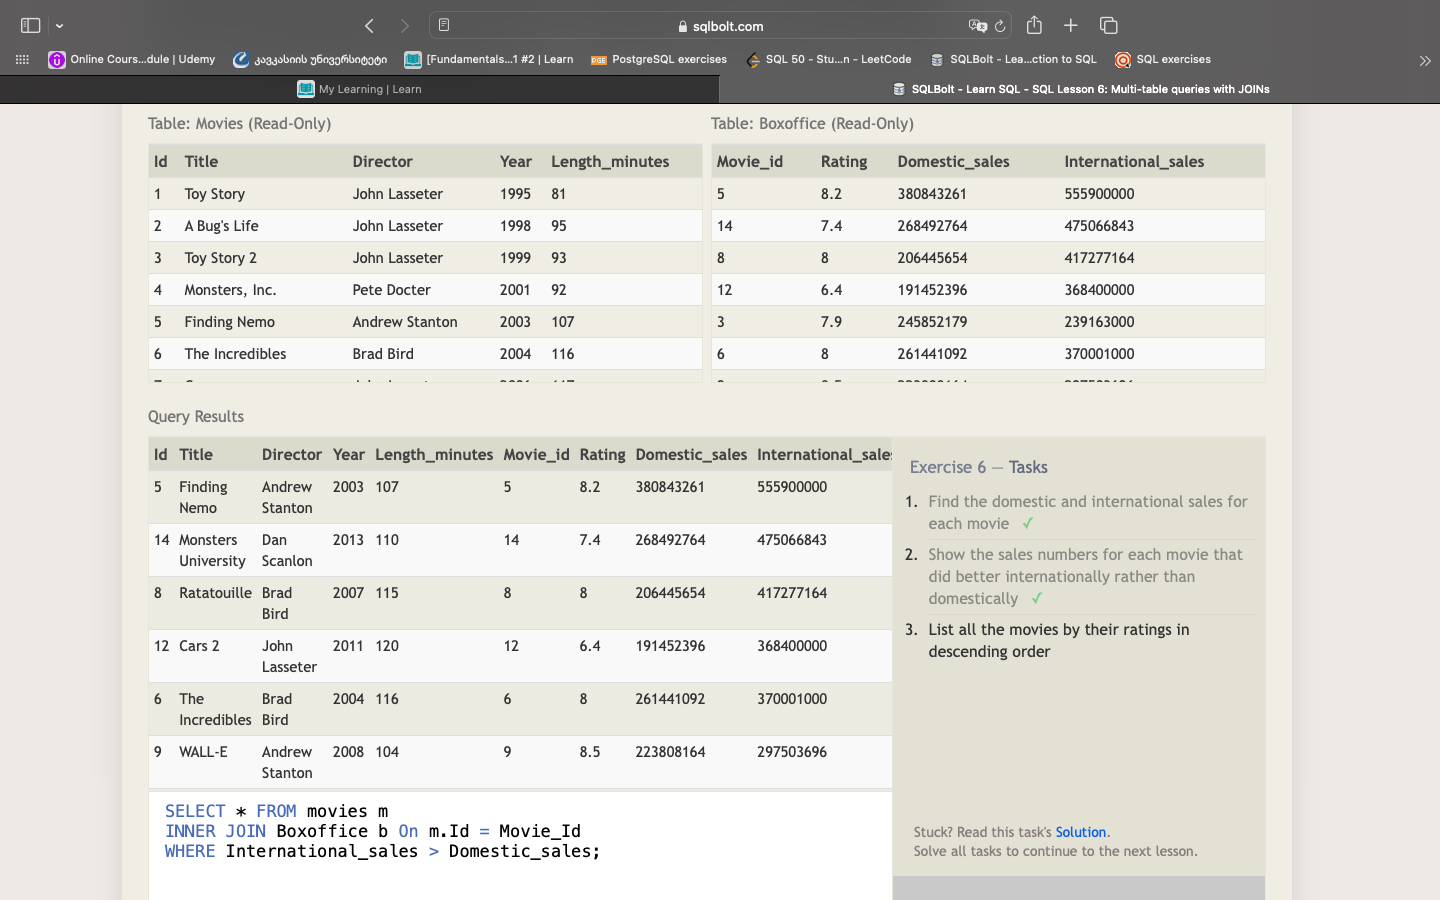 sqlbolt.com
Online Cours...dule | Udemy
კავკასიის უნივერსიტეტი
[Fundamentals...1 #2 | Learn
PGE PostgreSQL exercises
SQL 50 - Stu...n - LeetCode
SQLBolt - Lea...ction to SQL
SQL exercises
My Learning | Learn
SQLBolt - Learn SQL - SQL Lesson 6: Multi-table queries with JOINs
Table: Movies (Read-Only)
Id Title Director Year Length_minutes
1 Toy Story John Lasseter 1995 81
2 A Bug's Life John Lasseter 1998 95
3 Toy Story 2 John Lasseter 1999 93
4 Monsters, Inc. Pete Docter 2001 92
5 Finding Nemo Andrew Stanton 2003 107
6 The Incredibles Brad Bird 2004 116
Table: Boxoffice (Read-Only)
Movie_id Rating Domestic_sales International_sales
5 8.2 380843261 555900000
14 7.4 268492764 475066843
8 8 206445654 417277164
12 6.4 191452396 368400000
3 7.9 245852179 239163000
6 8 261441092 370001000
Query Results
Id Title Director Year Length_minutes Movie_id Rating Domestic_sales International_sales
5 Finding Andrew 2003 107 5 8.2 380843261 555900000
Nemo Stanton
14 Monsters Dan 2013 110 14 7.4 268492764 475066843
University Scanlon
8 Ratatouille Brad 2007 115 8 8 206445654 417277164
Bird
12 Cars 2 John 2011 120 12 6.4 191452396 368400000
Lasseter
6 The Brad 2004 116 6 8 261441092 370001000
Incredibles Bird
9 WALL-E Andrew 2008 104 9 8.5 223808164 297503696
Stanton
SELECT * FROM movies m
INNER JOIN Boxoffice b On m.Id = Movie_Id
WHERE International_sales > Domestic_sales;
Exercise 6 — Tasks
1. Find the domestic and international sales for
each movie ✓
2. Show the sales numbers for each movie that
did better internationally rather than
domestically ✓
3. List all the movies by their ratings in
descending order
Stuck? Read this task's Solution.
Solve all tasks to continue to the next lesson.